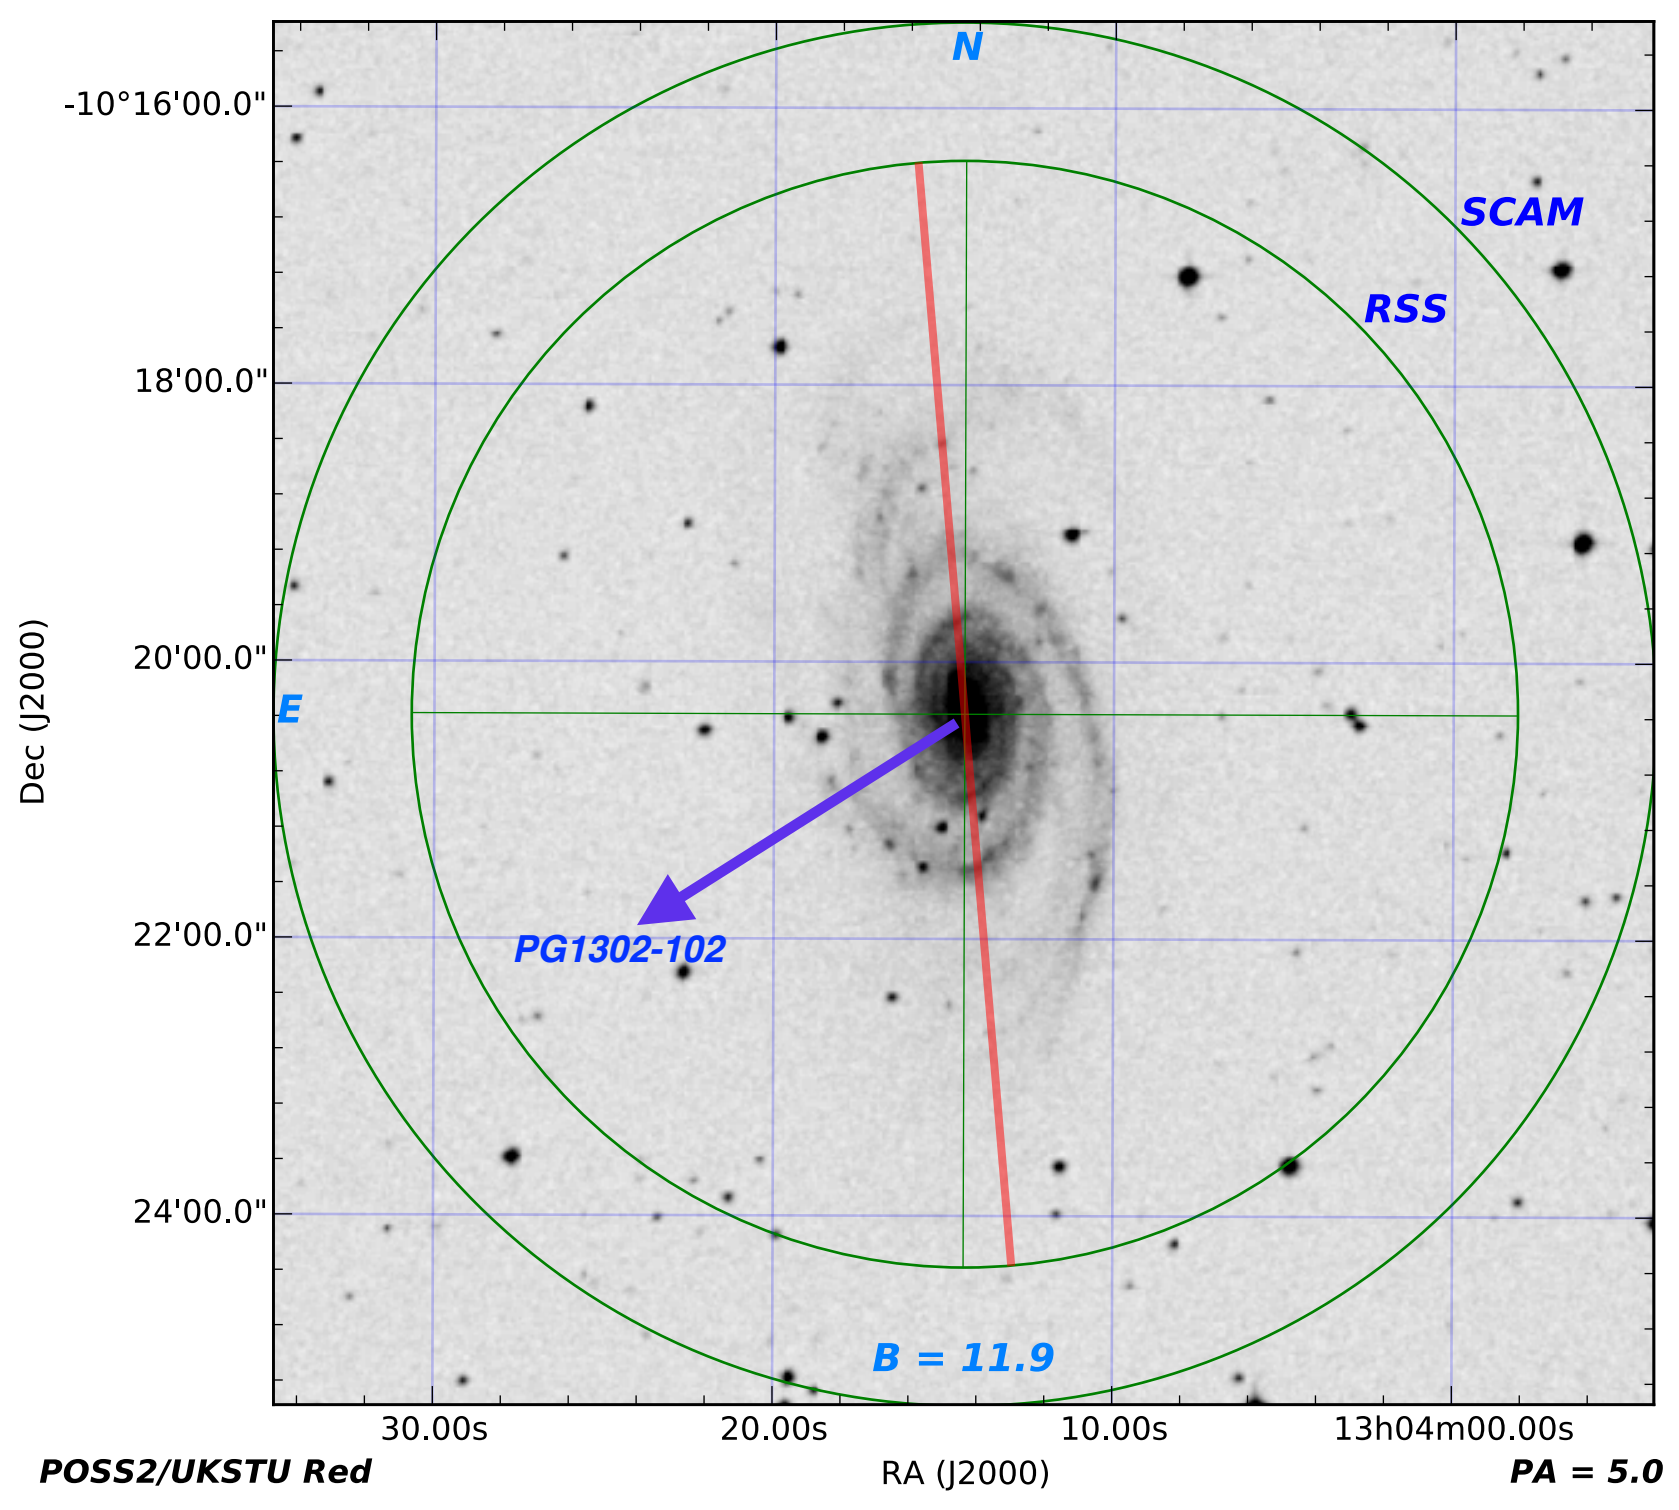 N
-10°16'00.0"
SCAM
RSS
18'00.0"
20'00.0"
E
Dec (J2000)
22'00.0"
PG1302-102
24'00.0"
B = 11.9
30.00s 20.00s 10.00s 13h04m00.00s
POSS2/UKSTU Red RA (J2000) PA = 5.0